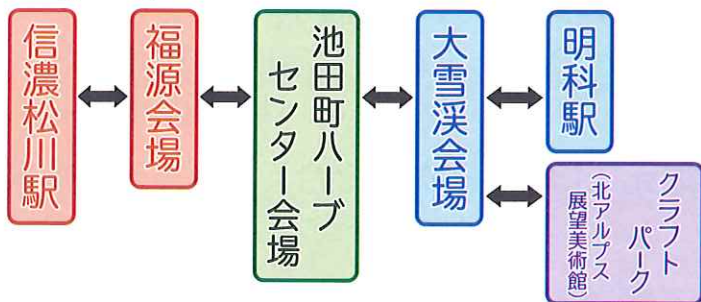 信濃松川駅
福源会場
池田町ハーブ
センター会場
大雪渓会場
明科駅
クラフト
パーク
(北アルプス
展望美術館)